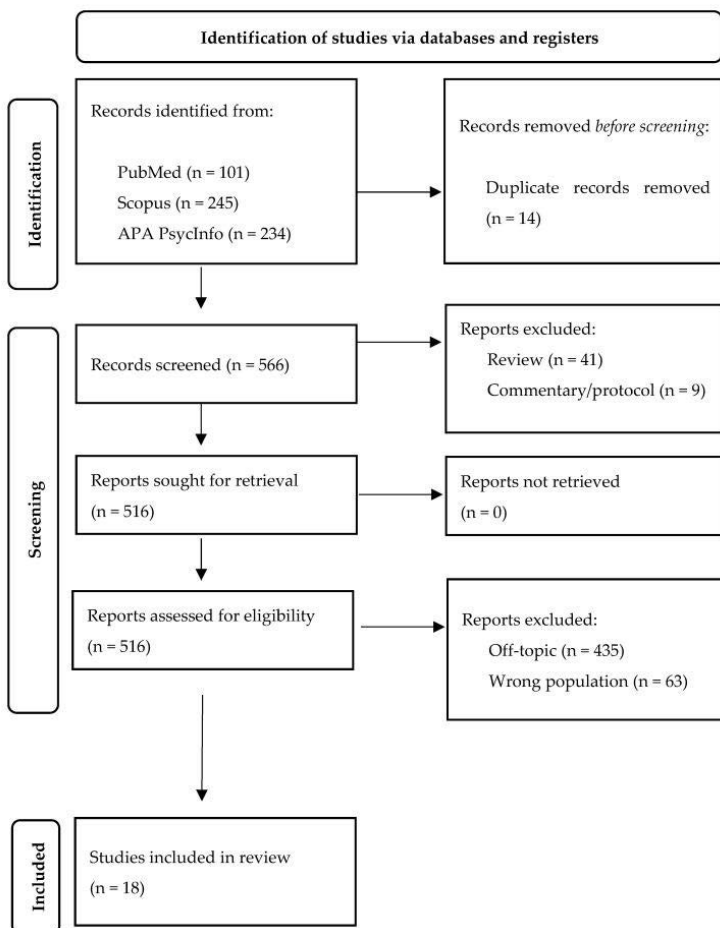 Identification of studies via databases and registers
Identification
Records identified from:
PubMed (n = 101)
Scopus (n = 245)
APA PsycInfo (n = 234)
Records removed before screening:
Duplicate records removed
(n = 14)
Screening
Records screened (n = 566)
Reports excluded:
Review (n = 41)
Commentary/protocol (n = 9)
Reports sought for retrieval
(n = 516)
Reports not retrieved
(n = 0)
Reports assessed for eligibility
(n = 516)
Reports excluded:
Off-topic (n = 435)
Wrong population (n = 63)
Included
Studies included in review
(n = 18)